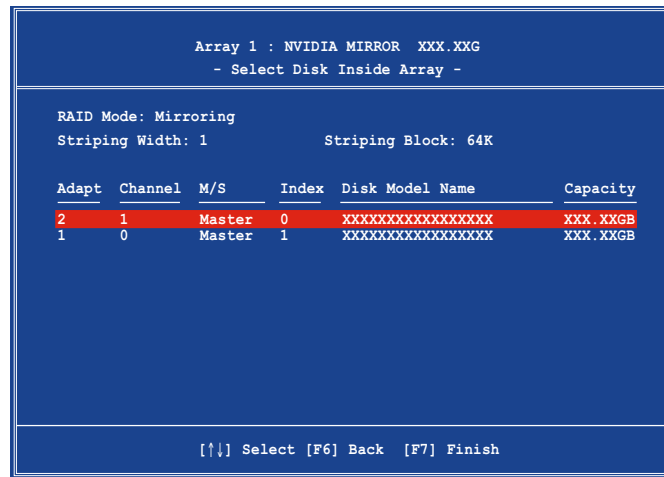 Array 1 : NVIDIA MIRROR XXX.XXG
- Select Disk Inside Array -
RAID Mode: Mirroring
Striping Width: 1 Striping Block: 64K
Adapt Channel M/S Index Disk Model Name Capacity
2 1 Master 0 XXXXXXXXXXXXXXXXX XXX.XXGB
1 0 Master 1 XXXXXXXXXXXXXXXXX XXX.XXGB
[↑↓] Select [F6] Back [F7] Finish